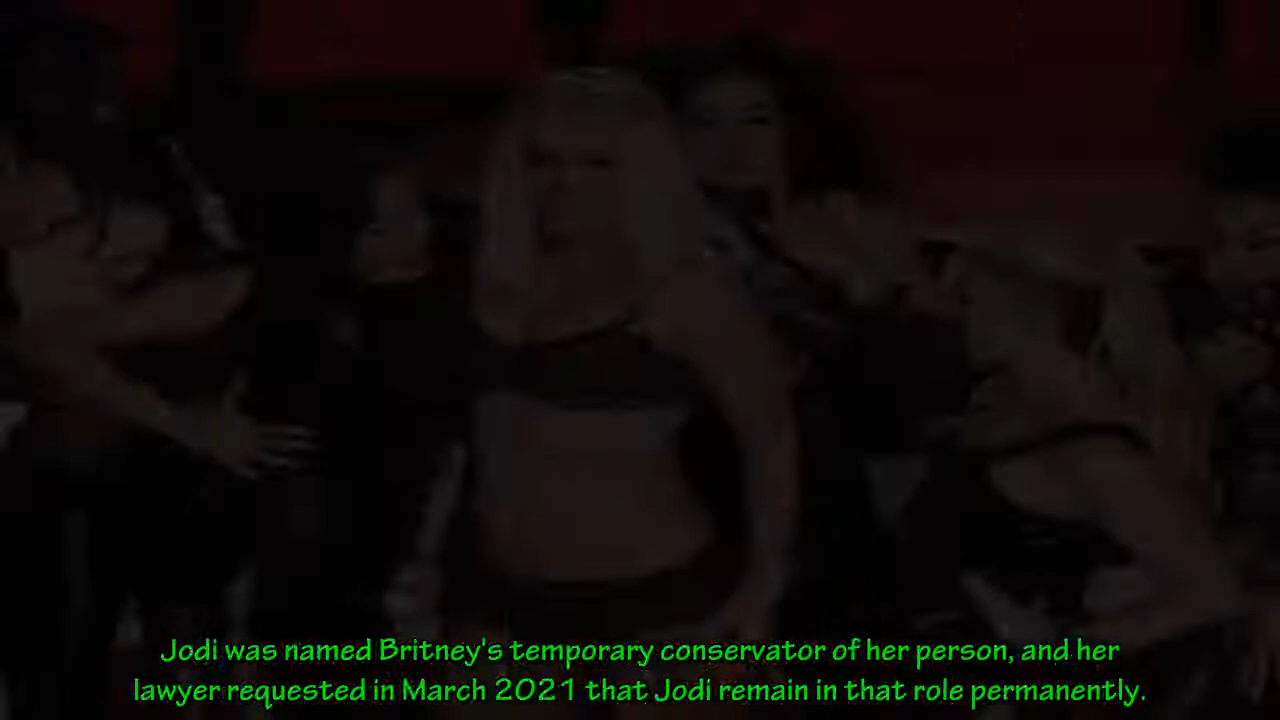 Jodi was named Britney's temporary conservator of her person, and her
lawyer requested in March 2021 that Jodi remain in that role permanently.